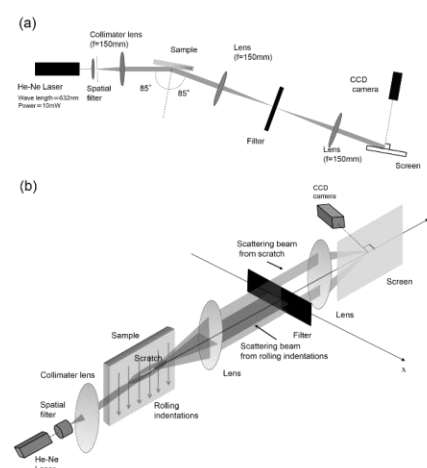 (a)
Collimater lens
(f=150mm)
Sample
Lens
(f=150mm)
CCD
camera
He-Ne Laser
Wave length=632nm
Power=10mW
Spatial
filter
85°
85°
Filter
Lens
(f=150mm)
Screen
(b)
CCD
camera
Scattering beam
from scratch
Screen
Lens
Filter
Sample
Scratch
Scattering beam
from rolling indentations
x
Lens
Collimater lens
Rolling
indentations
Spatial
filter
He-Ne
Laser